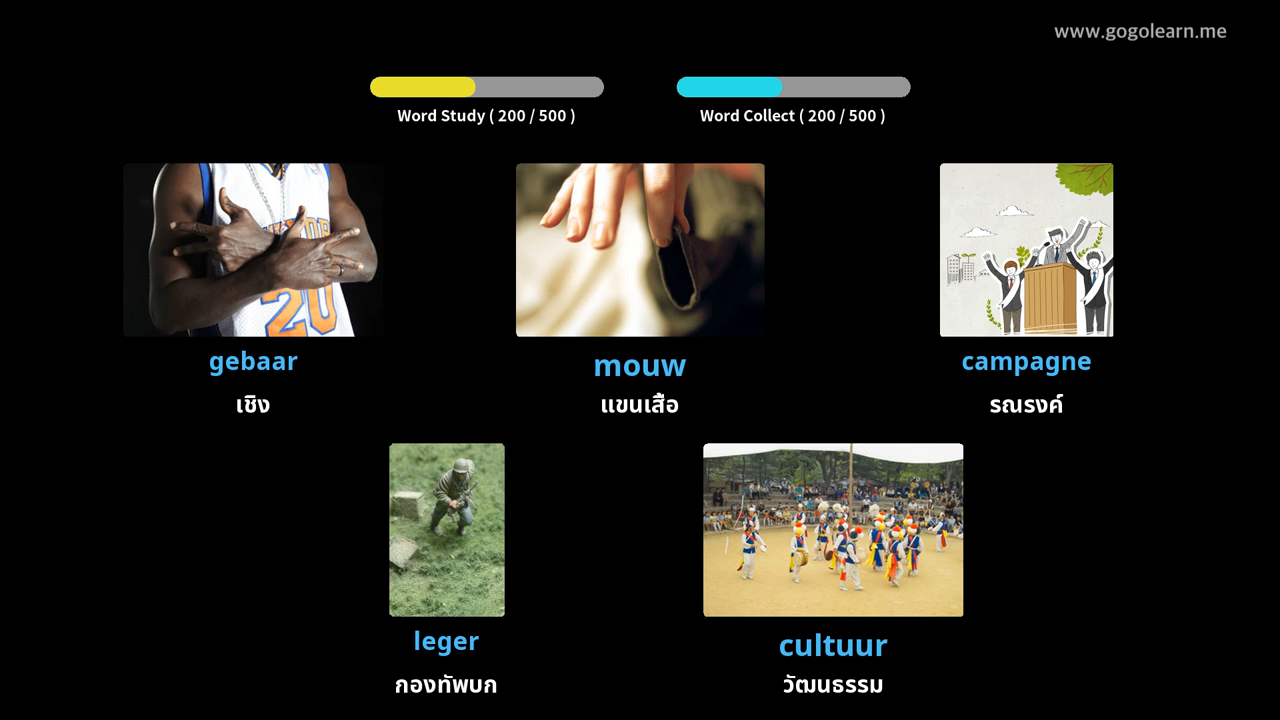 www.gogolearn.me
Word Study ( 200 / 500 )
Word Collect ( 200 / 500 )
20
gebaar
mouw
campagne
เชิง
แขนเสื้อ
รณรงค์
leger
cultuur
กองทัพบก
วัฒนธรรม